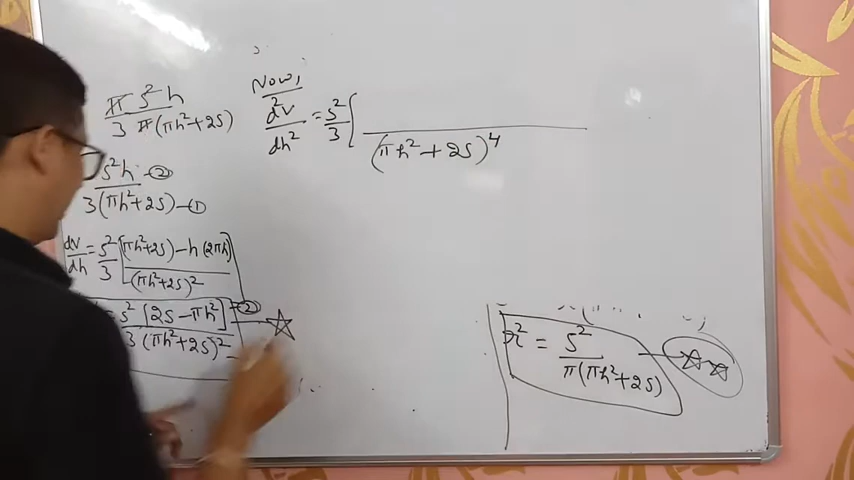 π s² h
3 π (πh² + 2s)
s² h — ②
3 (πh² + 2s) — ①
dv/dh = s²/3 [(πh² + 2s) − h (2πh)]
(πh² + 2s)²
s² [2s − πh²] = ② ☆
3 (πh² + 2s)²
Now,
d²v/dh² = s²/3 [
(πh² + 2s)⁴
r² = s² / π(πh² + 2s) — ☆☆